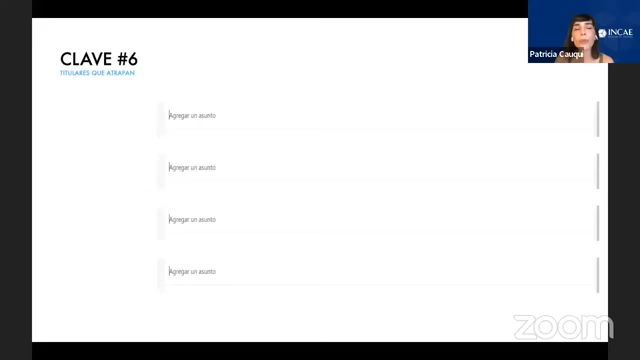 CLAVE #6
TITULARES QUE ATRAPAN
INCAE
Patricia Cauqui
Agregar un asunto
Agregar un asunto
Agregar un asunto
Agregar un asunto
zoom